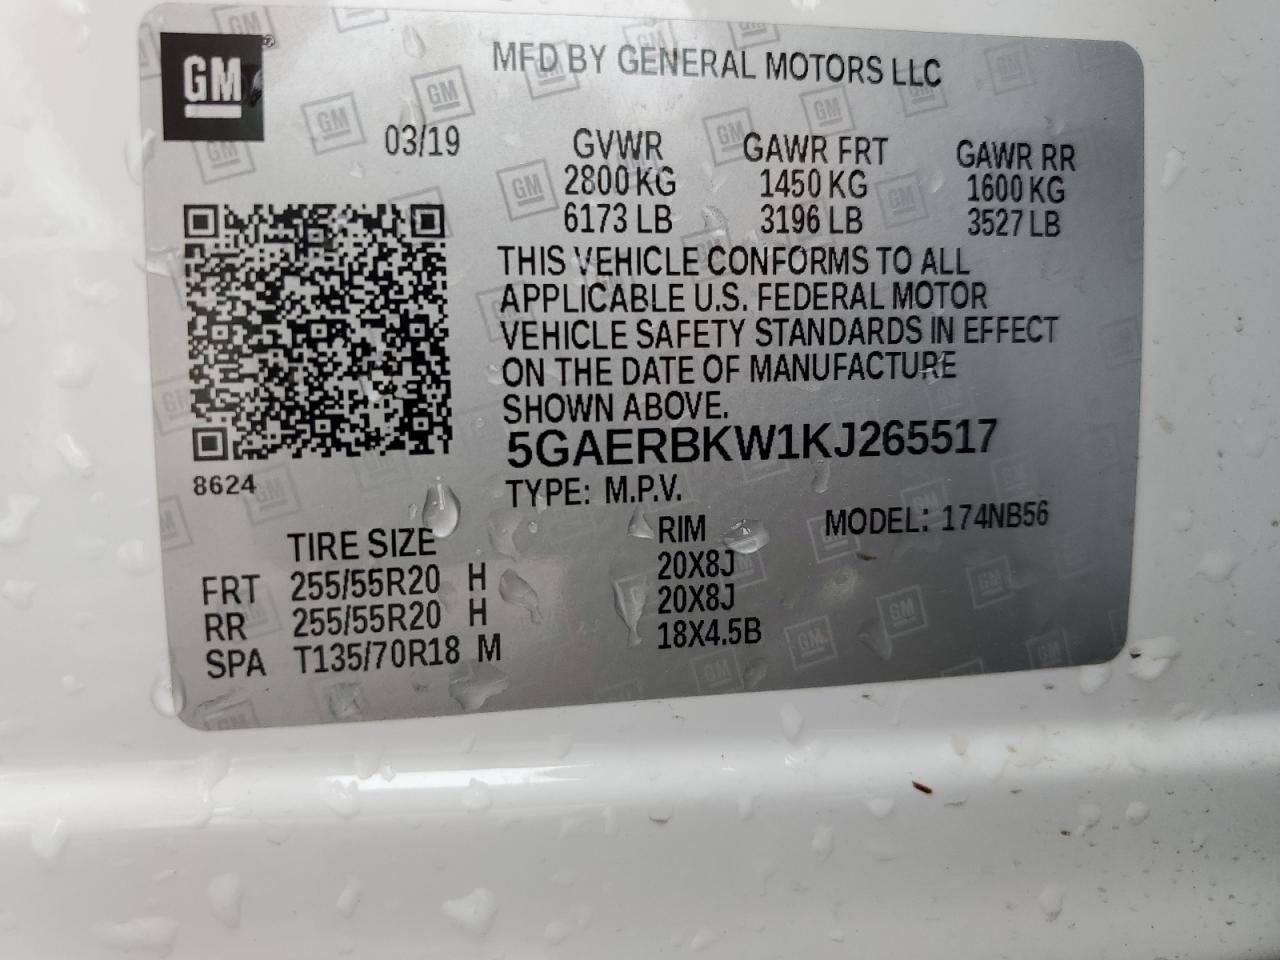 GM
MFD BY GENERAL MOTORS LLC
03/19
GVWR GAWR FRT GAWR RR
2800 KG 1450 KG 1600 KG
6173 LB 3196 LB 3527 LB
THIS VEHICLE CONFORMS TO ALL
APPLICABLE U.S. FEDERAL MOTOR
VEHICLE SAFETY STANDARDS IN EFFECT
ON THE DATE OF MANUFACTURE
SHOWN ABOVE.
5GAERBKW1KJ265517
8624
TYPE: M.P.V.
MODEL: 174NB56
TIRE SIZE RIM
FRT 255/55R20 H 20X8J
RR 255/55R20 H 20X8J
SPA T135/70R18 M 18X4.5B